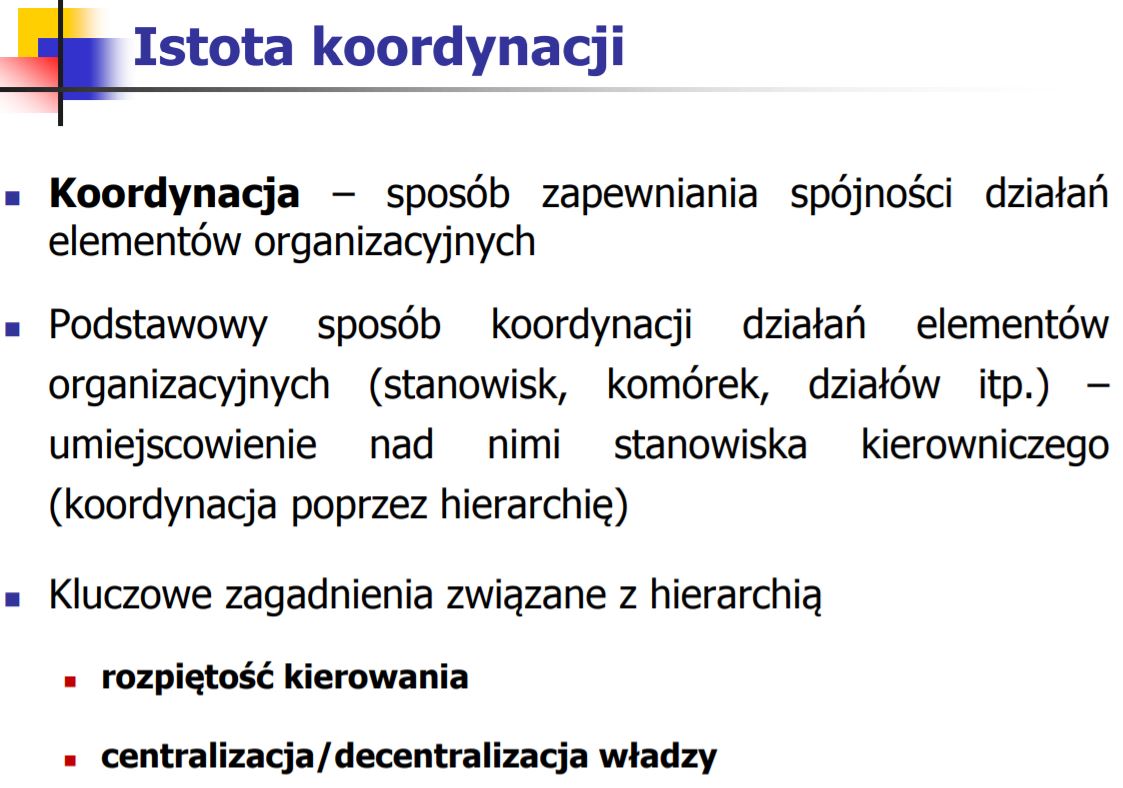 Istota koordynacji
Koordynacja – sposób zapewniania spójności działań
elementów organizacyjnych
Podstawowy sposób koordynacji działań elementów
organizacyjnych (stanowisk, komórek, działów itp.) –
umiejscowienie nad nimi stanowiska kierowniczego
(koordynacja poprzez hierarchię)
Kluczowe zagadnienia związane z hierarchią
rozpiętość kierowania
centralizacja/decentralizacja władzy